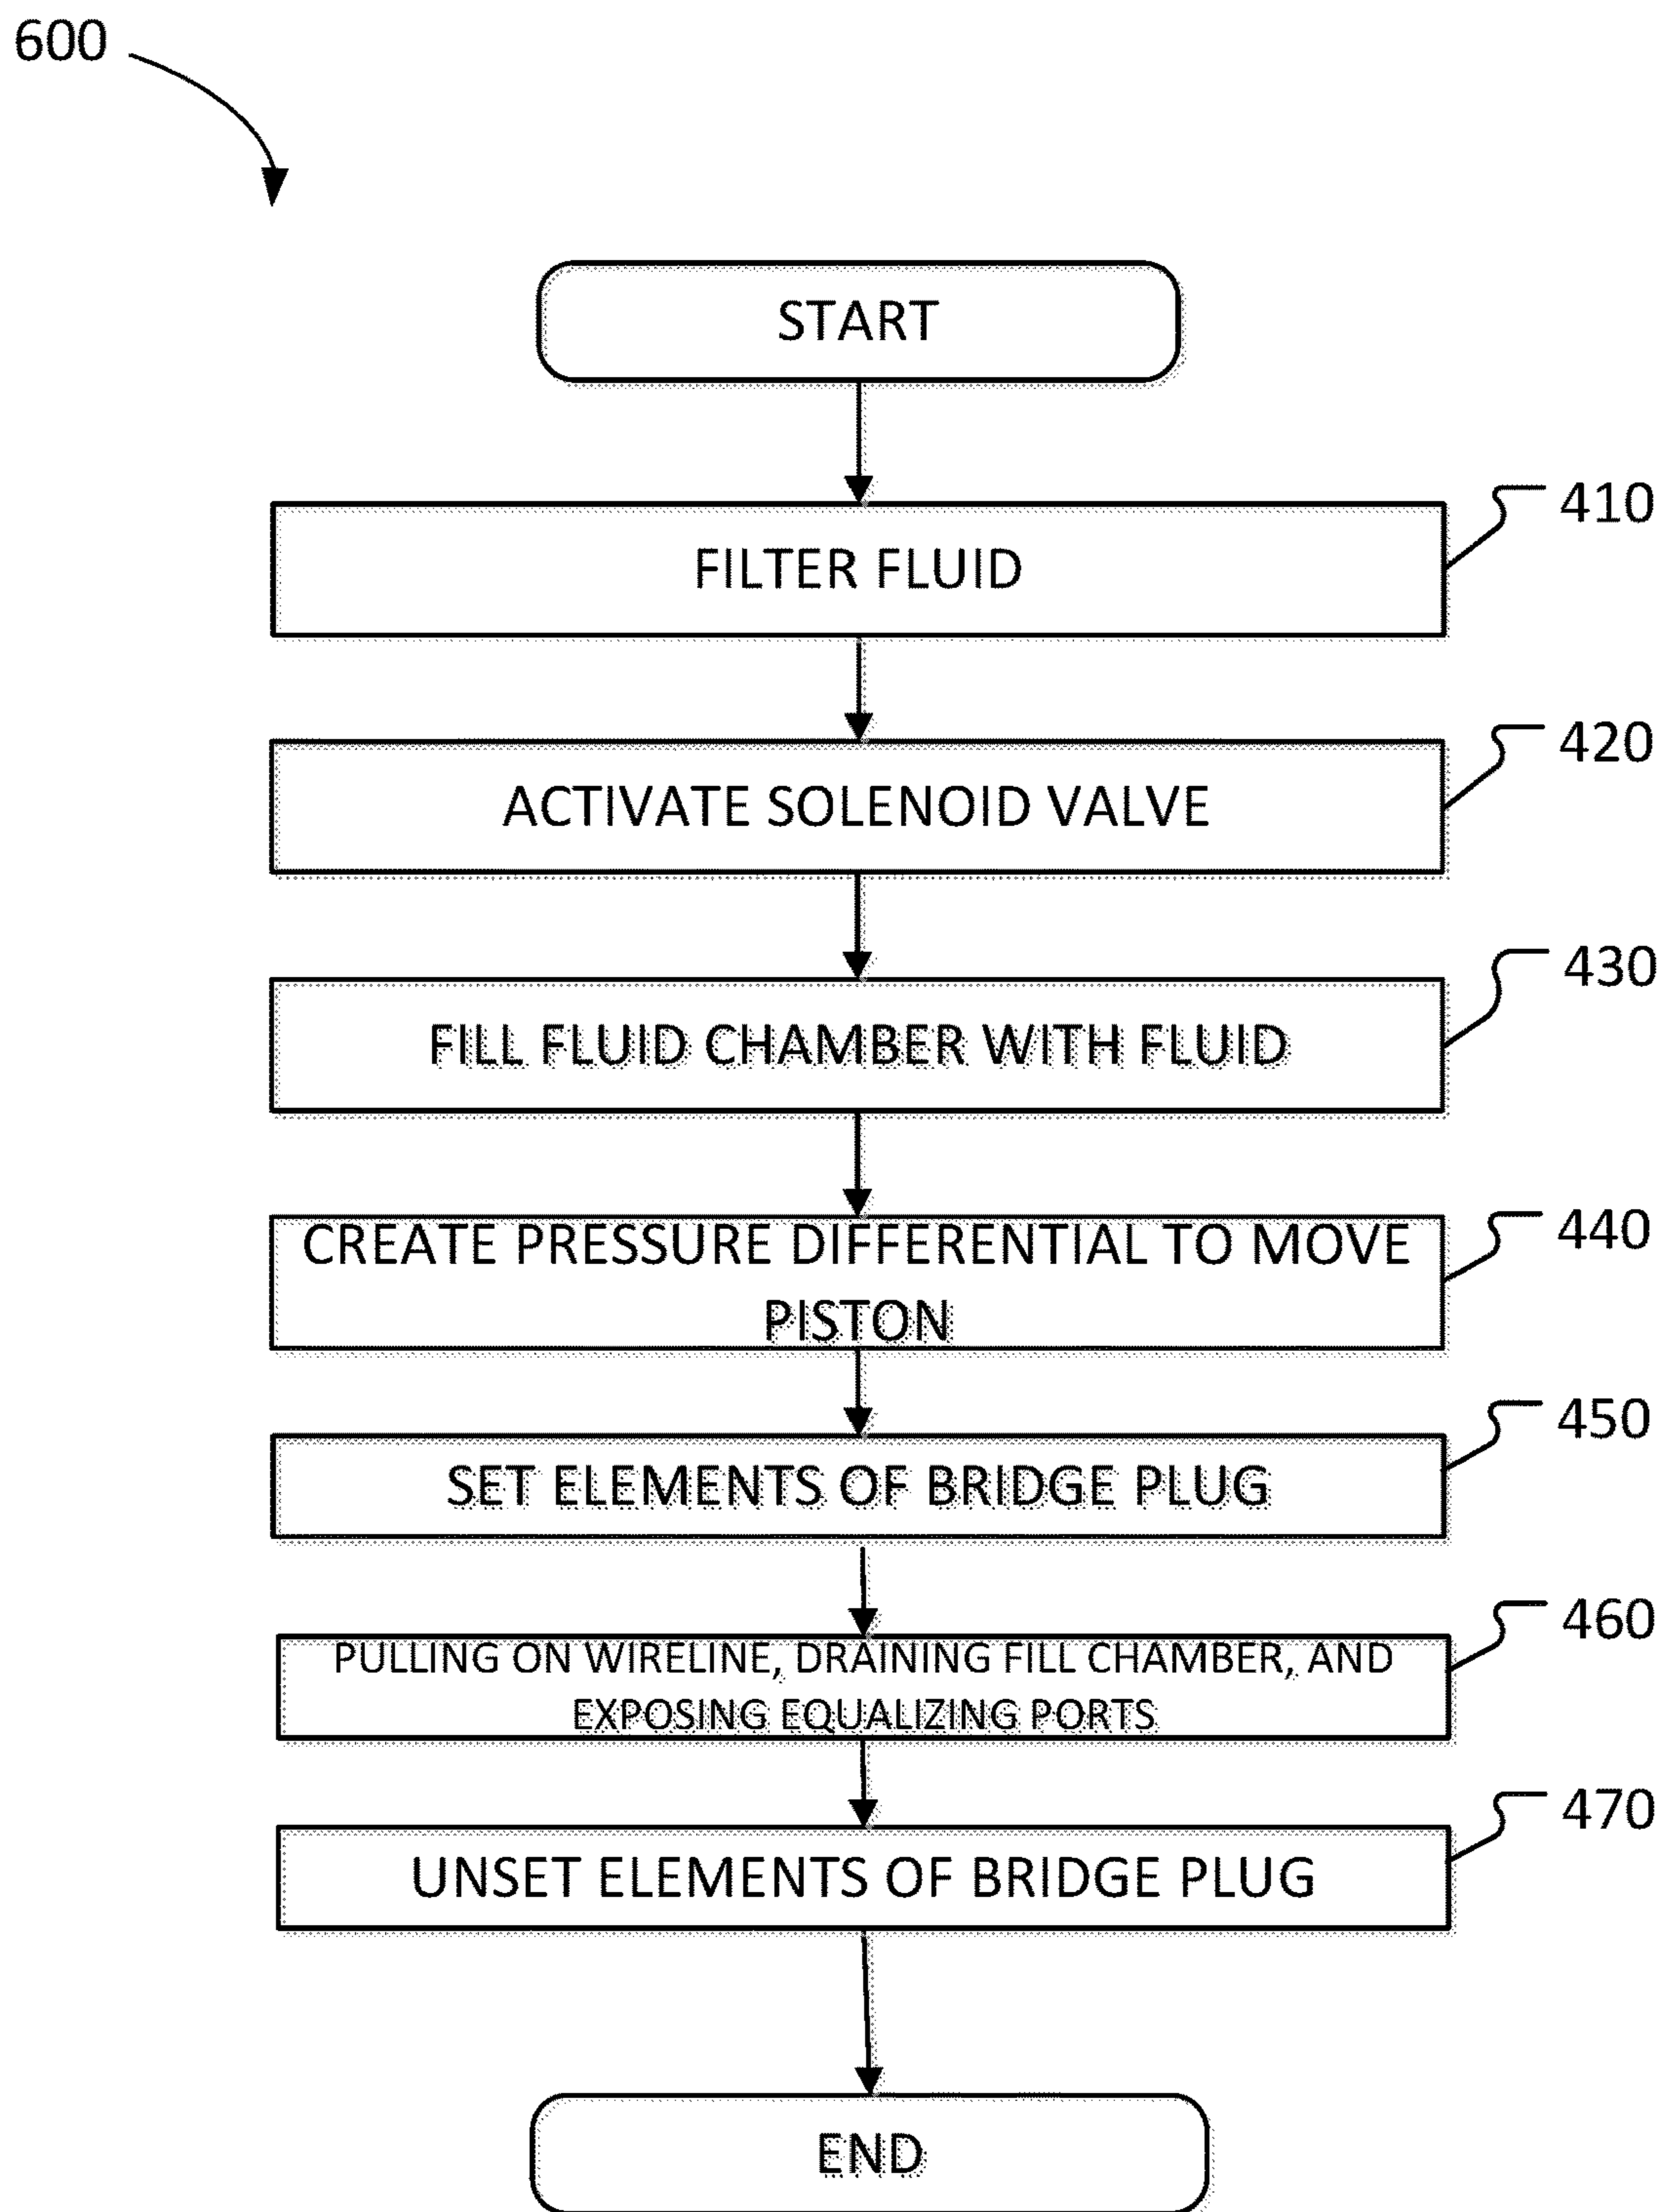 600
START
FILTER FLUID
410
ACTIVATE SOLENOID VALVE
420
FILL FLUID CHAMBER WITH FLUID
430
CREATE PRESSURE DIFFERENTIAL TO MOVE
PISTON
440
SET ELEMENTS OF BRIDGE PLUG
450
PULLING ON WIRELINE, DRAINING FILL CHAMBER, AND
EXPOSING EQUALIZING PORTS
460
UNSET ELEMENTS OF BRIDGE PLUG
470
END